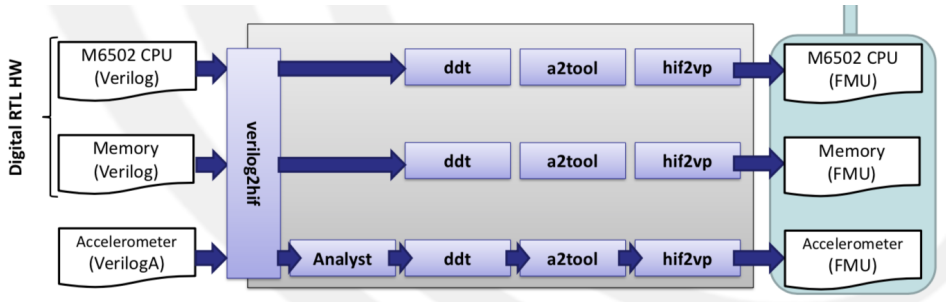 Digital RTL HW
M6502 CPU
(Verilog)
verilog2hif
ddt
a2tool
hif2vp
M6502 CPU
(FMU)
Memory
(Verilog)
ddt
a2tool
hif2vp
Memory
(FMU)
Accelerometer
(VerilogA)
Analyst
ddt
a2tool
hif2vp
Accelerometer
(FMU)